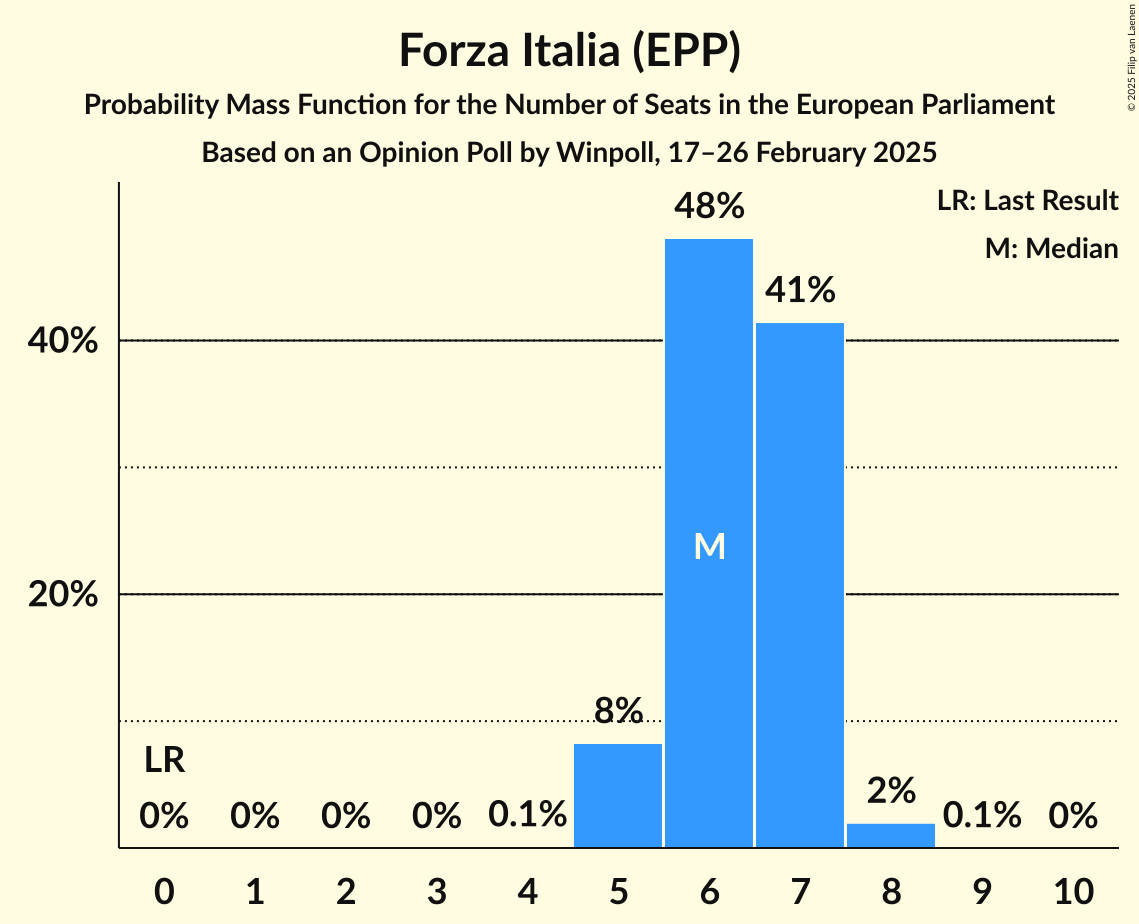 Forza Italia (EPP)
Probability Mass Function for the Number of Seats in the European Parliament
Based on an Opinion Poll by Winpoll, 17–26 February 2025
© 2025 Filip van Laenen
LR: Last Result
M: Median
48%
41%
40%
M
20%
8%
LR
2%
0% 0% 0% 0% 0.1% 0.1% 0%
0 1 2 3 4 5 6 7 8 9 10